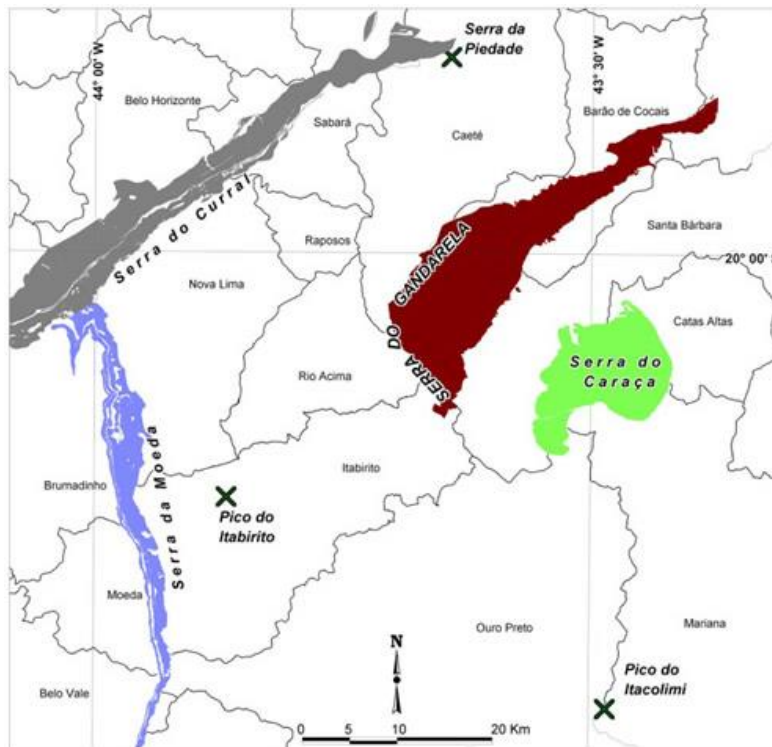 Serra da
Piedade
44° 00' W
43° 30' W
Belo Horizonte
Barão de Cocais
Sabará
Caeté
Serra do Curral
Raposos
SERRA DO GANDARELA
Santa Bárbara
20° 00' S
Nova Lima
Catas Altas
Serra do
Caraça
Rio Acima
Serra da Moeda
Itabirito
Brumadinho
Pico do
Itabirito
Moeda
Ouro Preto
Mariana
N
Belo Vale
Pico do
Itacolimi
0 5 10 20 Km